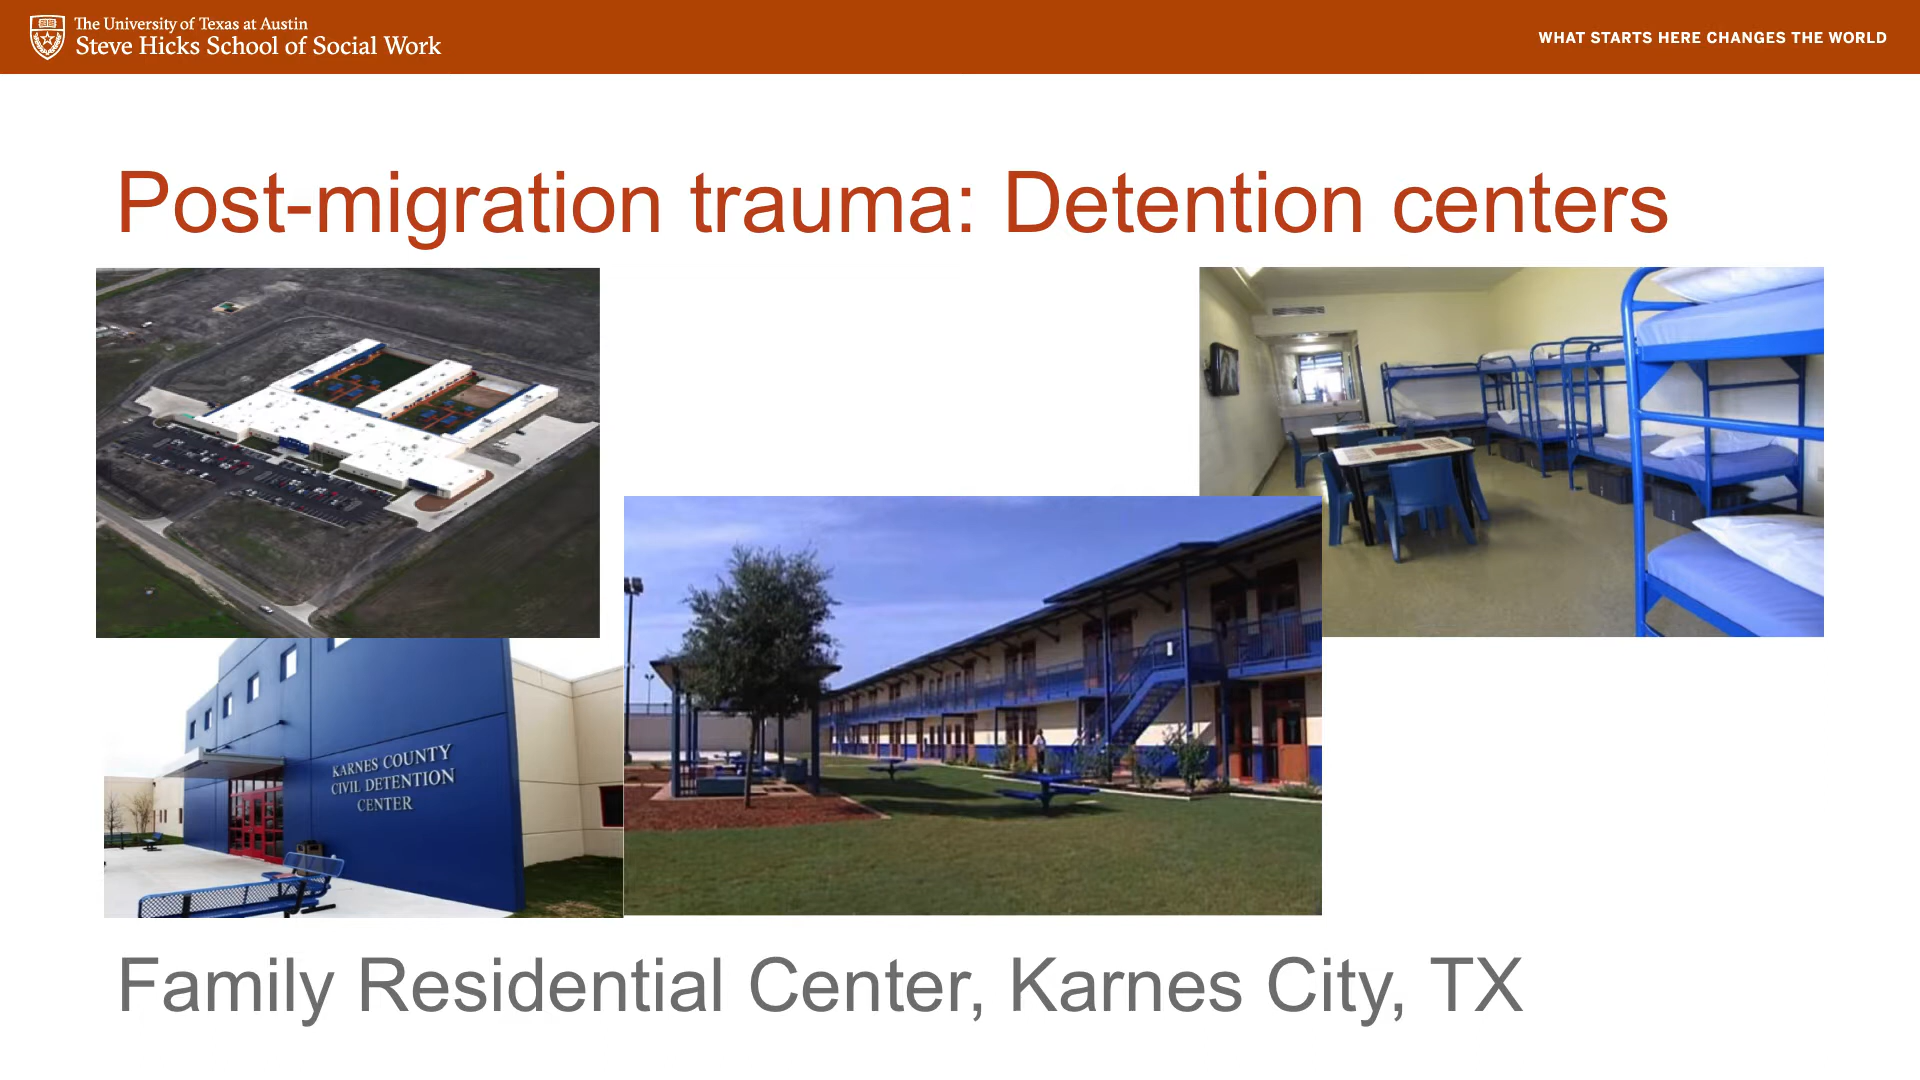 The University of Texas at Austin
Steve Hicks School of Social Work
WHAT STARTS HERE CHANGES THE WORLD
Post-migration trauma: Detention centers
KARNES COUNTY
CIVIL DETENTION
CENTER
Family Residential Center, Karnes City, TX